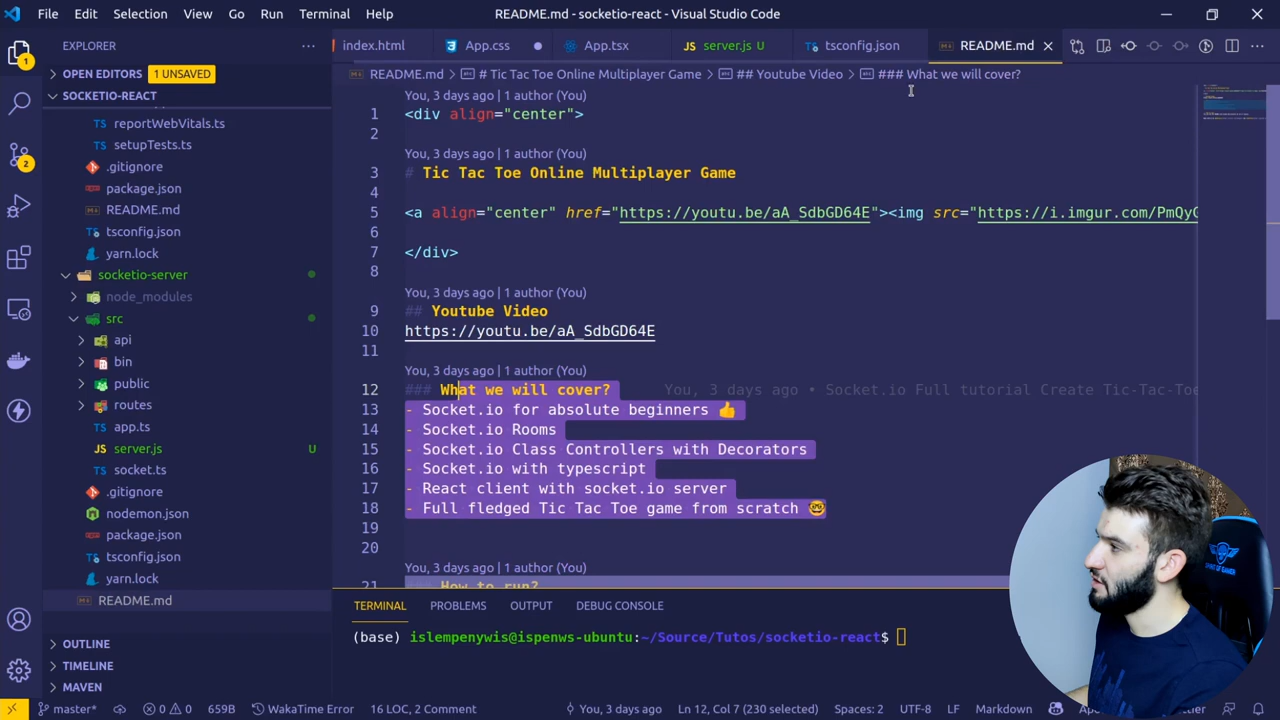 File Edit Selection View Go Run Terminal Help README.md - socketio-react - Visual Studio Code
EXPLORER
index.html App.css App.tsx server.js U tsconfig.json README.md
OPEN EDITORS 1 UNSAVED
README.md > # Tic Tac Toe Online Multiplayer Game > ## Youtube Video > ### What we will cover?
SOCKETIO-REACT
reportWebVitals.ts
setupTests.ts
.gitignore
package.json
README.md
tsconfig.json
yarn.lock
socketio-server
node_modules
src
api
bin
public
routes
app.ts
server.js U
socket.ts
.gitignore
nodemon.json
package.json
tsconfig.json
yarn.lock
README.md
OUTLINE
TIMELINE
MAVEN
2
You, 3 days ago | 1 author (You)
1 <div align="center">
2
You, 3 days ago | 1 author (You)
3 # Tic Tac Toe Online Multiplayer Game
4
5 <a align="center" href="https://youtu.be/aA_SdbGD64E"><img src="https://i.imgur.com/PmQyG
6
7 </div>
8
You, 3 days ago | 1 author (You)
9 ## Youtube Video
10 https://youtu.be/aA_SdbGD64E
11
You, 3 days ago | 1 author (You)
12 ### What we will cover? You, 3 days ago • Socket.io Full tutorial Create Tic-Tac-Toe
13 - Socket.io for absolute beginners 👍
14 - Socket.io Rooms
15 - Socket.io Class Controllers with Decorators
16 - Socket.io with typescript
17 - React client with socket.io server
18 - Full fledged Tic Tac Toe game from scratch 🤓
19
20
You, 3 days ago | 1 author (You)
21 ### How to run?
TERMINAL PROBLEMS OUTPUT DEBUG CONSOLE
(base) islempenywis@ispenws-ubuntu:~/Source/Tutos/socketio-react$
master* 0 0 659B WakaTime Error 16 LOC, 2 Comment You, 3 days ago Ln 12, Col 7 (230 selected) Spaces: 2 UTF-8 LF Markdown